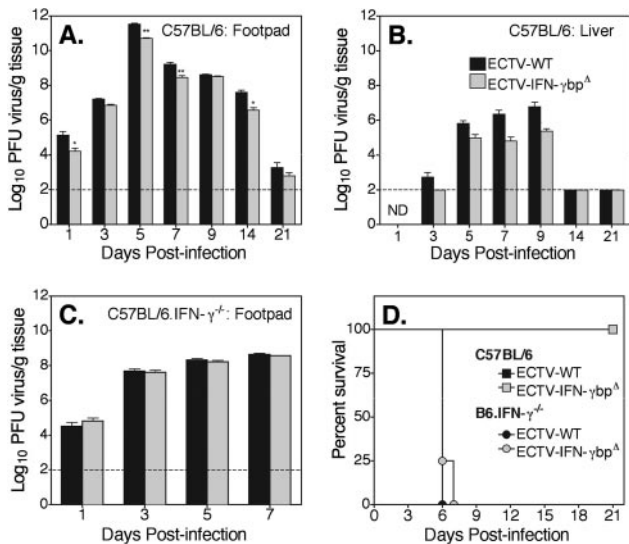 A.
C57BL/6: Footpad
Log10 PFU virus/g tissue
12
10
8
6
4
2
0
*
**
**
*
1 3 5 7 9 14 21
Days Post-infection
B.
C57BL/6: Liver
ECTV-WT
ECTV-IFN-γbpΔ
Log10 PFU virus/g tissue
12
10
8
6
4
2
0
ND
1 3 5 7 9 14 21
Days Post-infection
C.
C57BL/6.IFN-γ-/-: Footpad
Log10 PFU virus/g tissue
12
10
8
6
4
2
0
1 3 5 7
Days Post-infection
D.
Percent survival
125
100
75
50
25
0
C57BL/6
ECTV-WT
ECTV-IFN-γbpΔ
B6.IFN-γ-/-
ECTV-WT
ECTV-IFN-γbpΔ
0 3 6 9 12 15 18 21
Days Post-infection